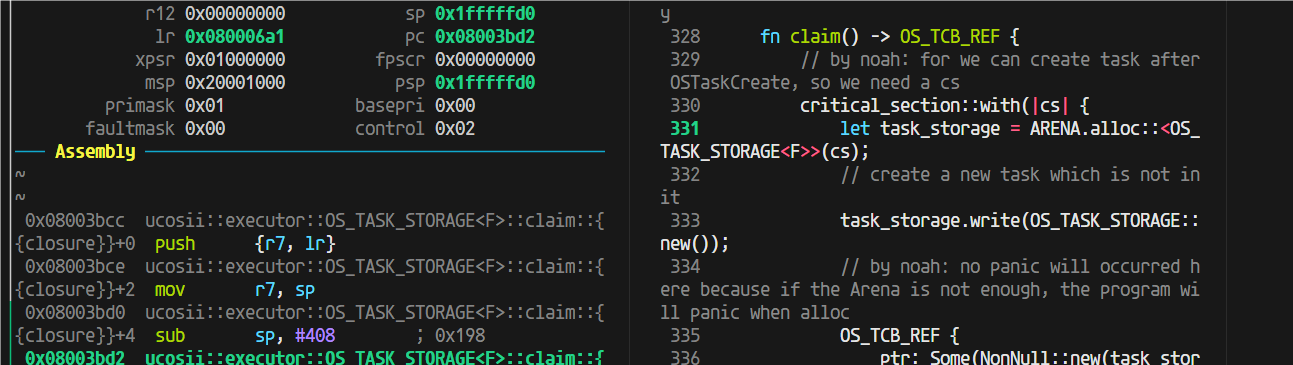 r12 0x00000000 sp 0x1fffffd0
lr 0x080006a1 pc 0x08003bd2
xpsr 0x01000000 fpscr 0x00000000
msp 0x20001000 psp 0x1fffffd0
primask 0x01 basepri 0x00
faultmask 0x00 control 0x02
Assembly
~
~
0x08003bcc ucosii::executor::OS_TASK_STORAGE<F>::claim::{
{closure}}+0 push {r7, lr}
0x08003bce ucosii::executor::OS_TASK_STORAGE<F>::claim::{
{closure}}+2 mov r7, sp
0x08003bd0 ucosii::executor::OS_TASK_STORAGE<F>::claim::{
{closure}}+4 sub sp, #408 ; 0x198
0x08003bd2 ucosii::executor::OS_TASK_STORAGE<F>::claim::{
y
328 fn claim() -> OS_TCB_REF {
329 // by noah: for we can create task after
OSTaskCreate, so we need a cs
330 critical_section::with(|cs| {
331 let task_storage = ARENA.alloc::<OS_
TASK_STORAGE<F>>(cs);
332 // create a new task which is not in
it
333 task_storage.write(OS_TASK_STORAGE::
new());
334 // by noah: no panic will occurred h
ere because if the Arena is not enough, the program wi
ll panic when alloc
335 OS_TCB_REF {
336 ptr: Some(NonNull::new(task_stor